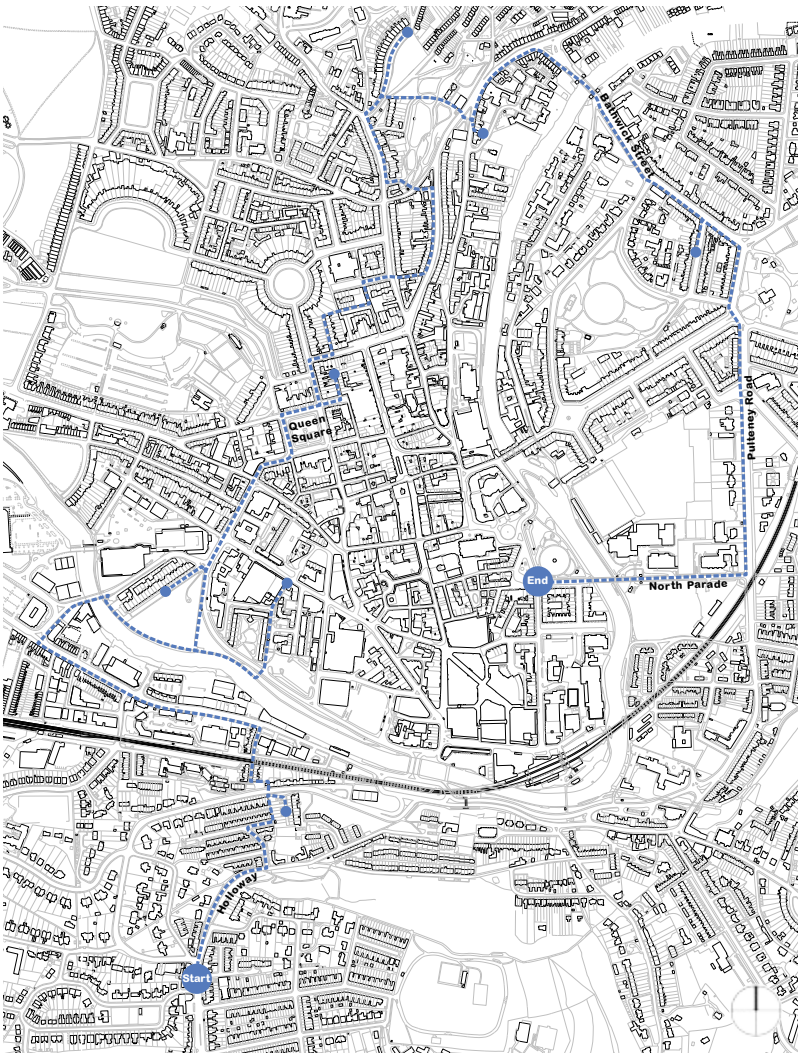 Bathwick Street
Queen
Square
Pulteney Road
End
North Parade
Holloway
Start